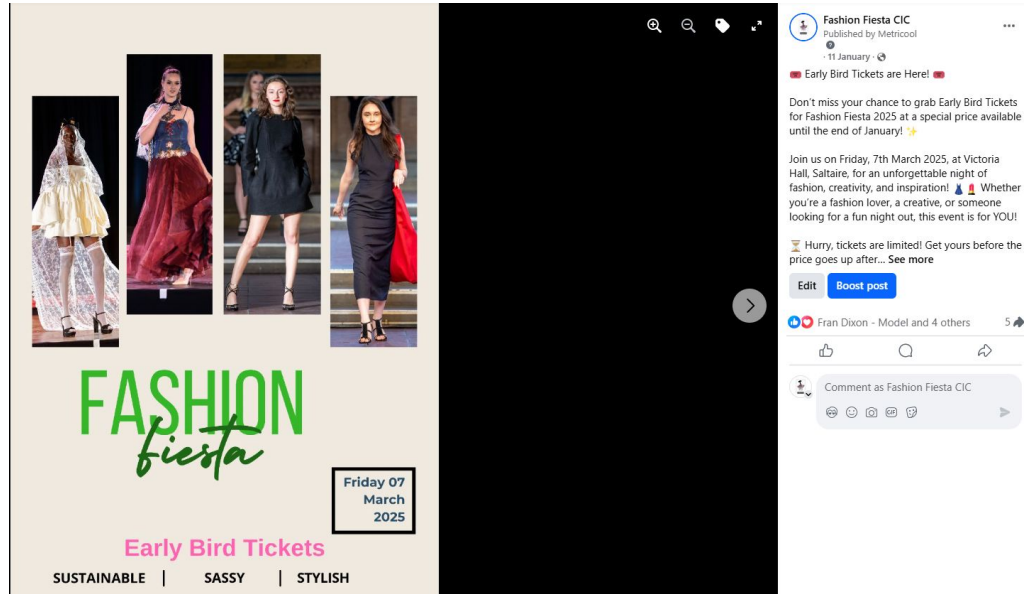 FASHION
fiesta
Friday 07
March
2025
Early Bird Tickets
SUSTAINABLE | SASSY | STYLISH
Fashion Fiesta CIC
Published by Metricool
11 January ·
🎟️ Early Bird Tickets are Here! 🎟️
Don't miss your chance to grab Early Bird Tickets
for Fashion Fiesta 2025 at a special price available
until the end of January! ✨
Join us on Friday, 7th March 2025, at Victoria
Hall, Saltaire, for an unforgettable night of
fashion, creativity, and inspiration! 👗💄 Whether
you're a fashion lover, a creative, or someone
looking for a fun night out, this event is for YOU!
⏳ Hurry, tickets are limited! Get yours before the
price goes up after... See more
Edit
Boost post
Fran Dixon - Model and 4 others
5
Comment as Fashion Fiesta CIC
GIF